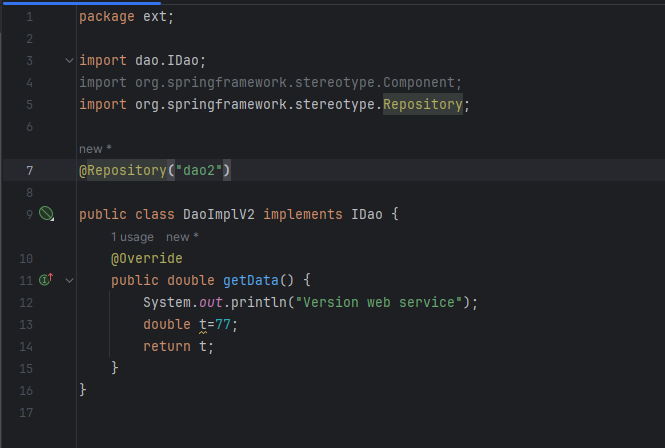 1 package ext;
2
3 import dao.IDao;
4 import org.springframework.stereotype.Component;
5 import org.springframework.stereotype.Repository;
6
new *
7 @Repository("dao2")
8
9 public class DaoImplV2 implements IDao {
1 usage new *
10 @Override
11 public double getData() {
12 System.out.println("Version web service");
13 double t=77;
14 return t;
15 }
16 }
17